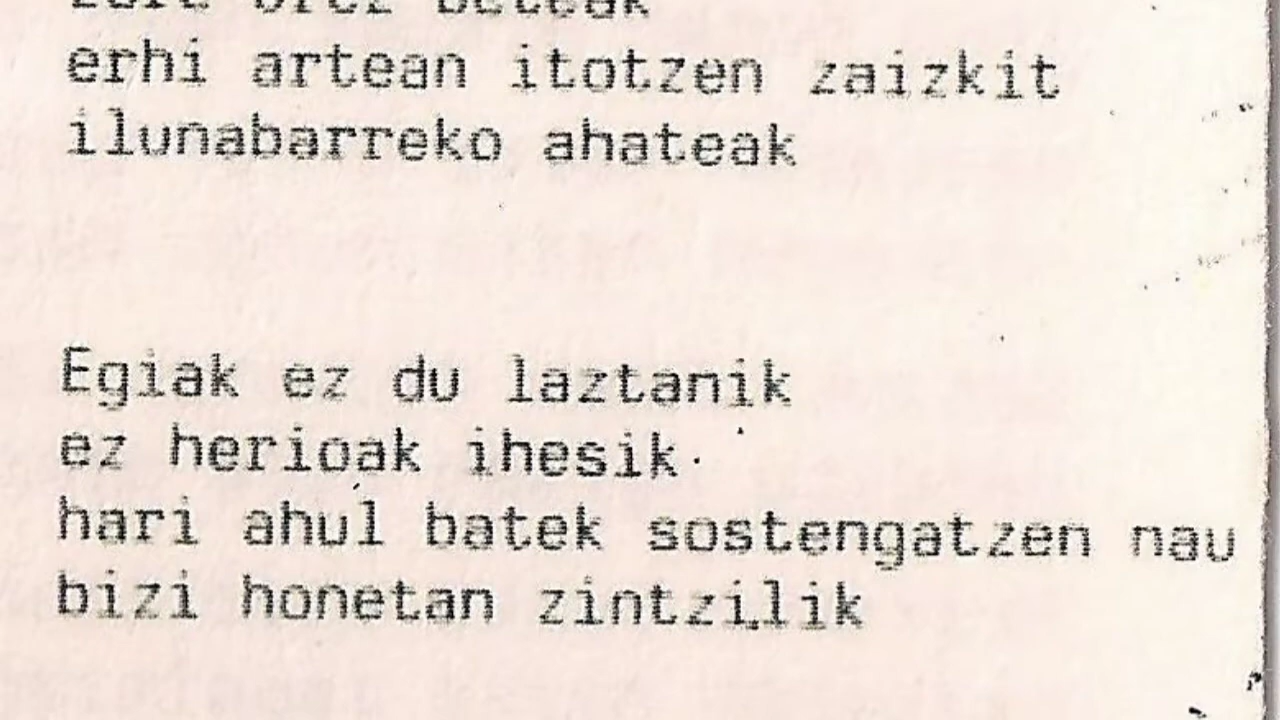 erhi artean itotzen zaizkit
ilunabarreko ahateak
Egiak ez du laztanik
ez herioak ihesik
hari ahul batek sostengatzen nau
bizi honetan zintzilik